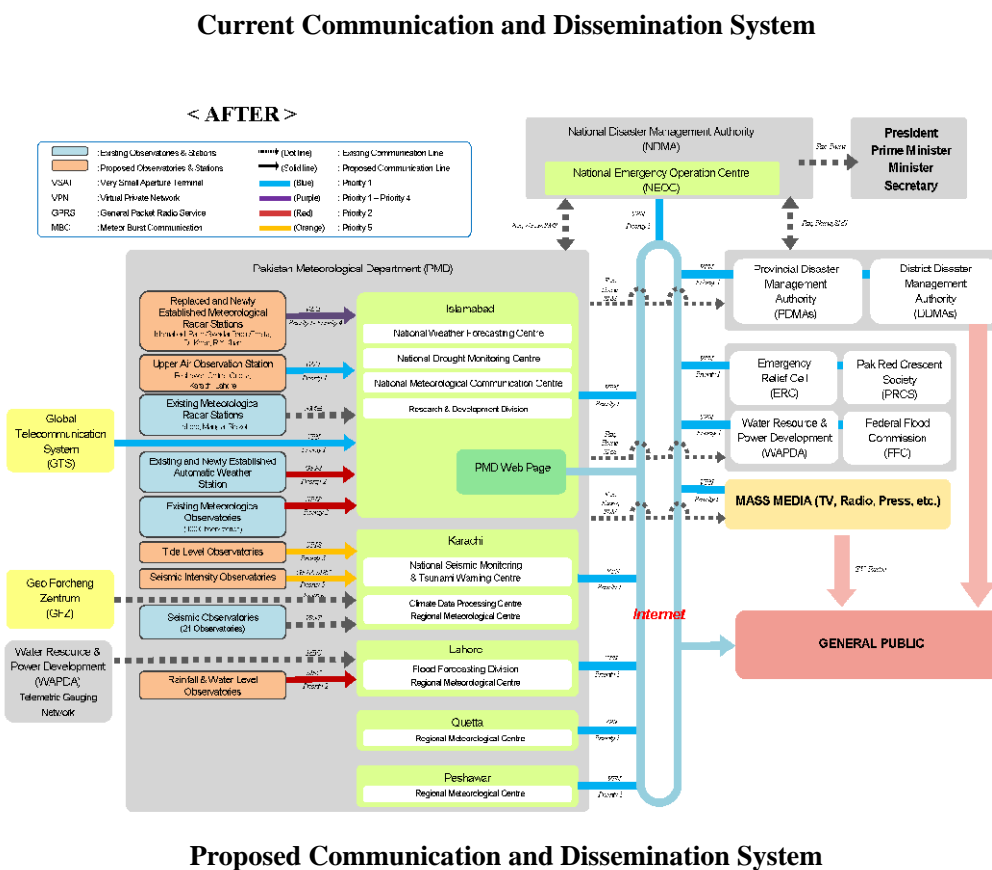 Current Communication and Dissemination System
< AFTER >
: Existing Observatories & Stations
(Dot line) : Existing Communication Line
: Proposed Observatories & Stations
(Solid line) : Proposed Communication Line
VSAT : Very Small Aperture Terminal
(Blue) : Priority 1
VPN : Virtual Private Network
(Purple) : Priority 1 – Priority 4
GPRS : General Packet Radio Service
(Red) : Priority 2
MBC : Meteor Burst Communication
(Orange) : Priority 5
National Disaster Management Authority
(NDMA)
National Emergency Operation Centre
(NEOC)
President
Prime Minister
Minister
Secretary
Pakistan Meteorological Department (PMD)
Replaced and Newly
Established Meteorological
Radar Stations
Upper Air Observation Station
Existing Meteorological
Radar Stations
Global
Telecommunication
System
(GTS)
Existing and Newly Established
Automatic Weather
Station
Existing Meteorological
Observatories
Tide Level Observatories
Seismic Intensity Observatories
Geo Forcheng
Zentrum
(GFZ)
Seismic Observatories
(21 Observatories)
Water Resource &
Power Development
(WAPDA)
Telemetric Gauging
Network
Rainfall & Water Level
Observatories
Islamabad
National Weather Forecasting Centre
National Drought Monitoring Centre
National Meteorological Communication Centre
Research & Development Division
PMD Web Page
Karachi
National Seismic Monitoring
& Tsunami Warning Centre
Climate Data Processing Centre
Regional Meteorological Centre
Lahore
Flood Forecasting Division
Regional Meteorological Centre
Quetta
Regional Meteorological Centre
Peshawar
Regional Meteorological Centre
Internet
Provincial Disaster
Management
Authority
(PDMAs)
District Disaster
Management
Authority
(DDMAs)
Emergency
Relief Cell
(ERC)
Pak Red Crescent
Society
(PRCS)
Water Resource &
Power Development
(WAPDA)
Federal Flood
Commission
(FFC)
MASS MEDIA (TV, Radio, Press, etc.)
GENERAL PUBLIC
Proposed Communication and Dissemination System